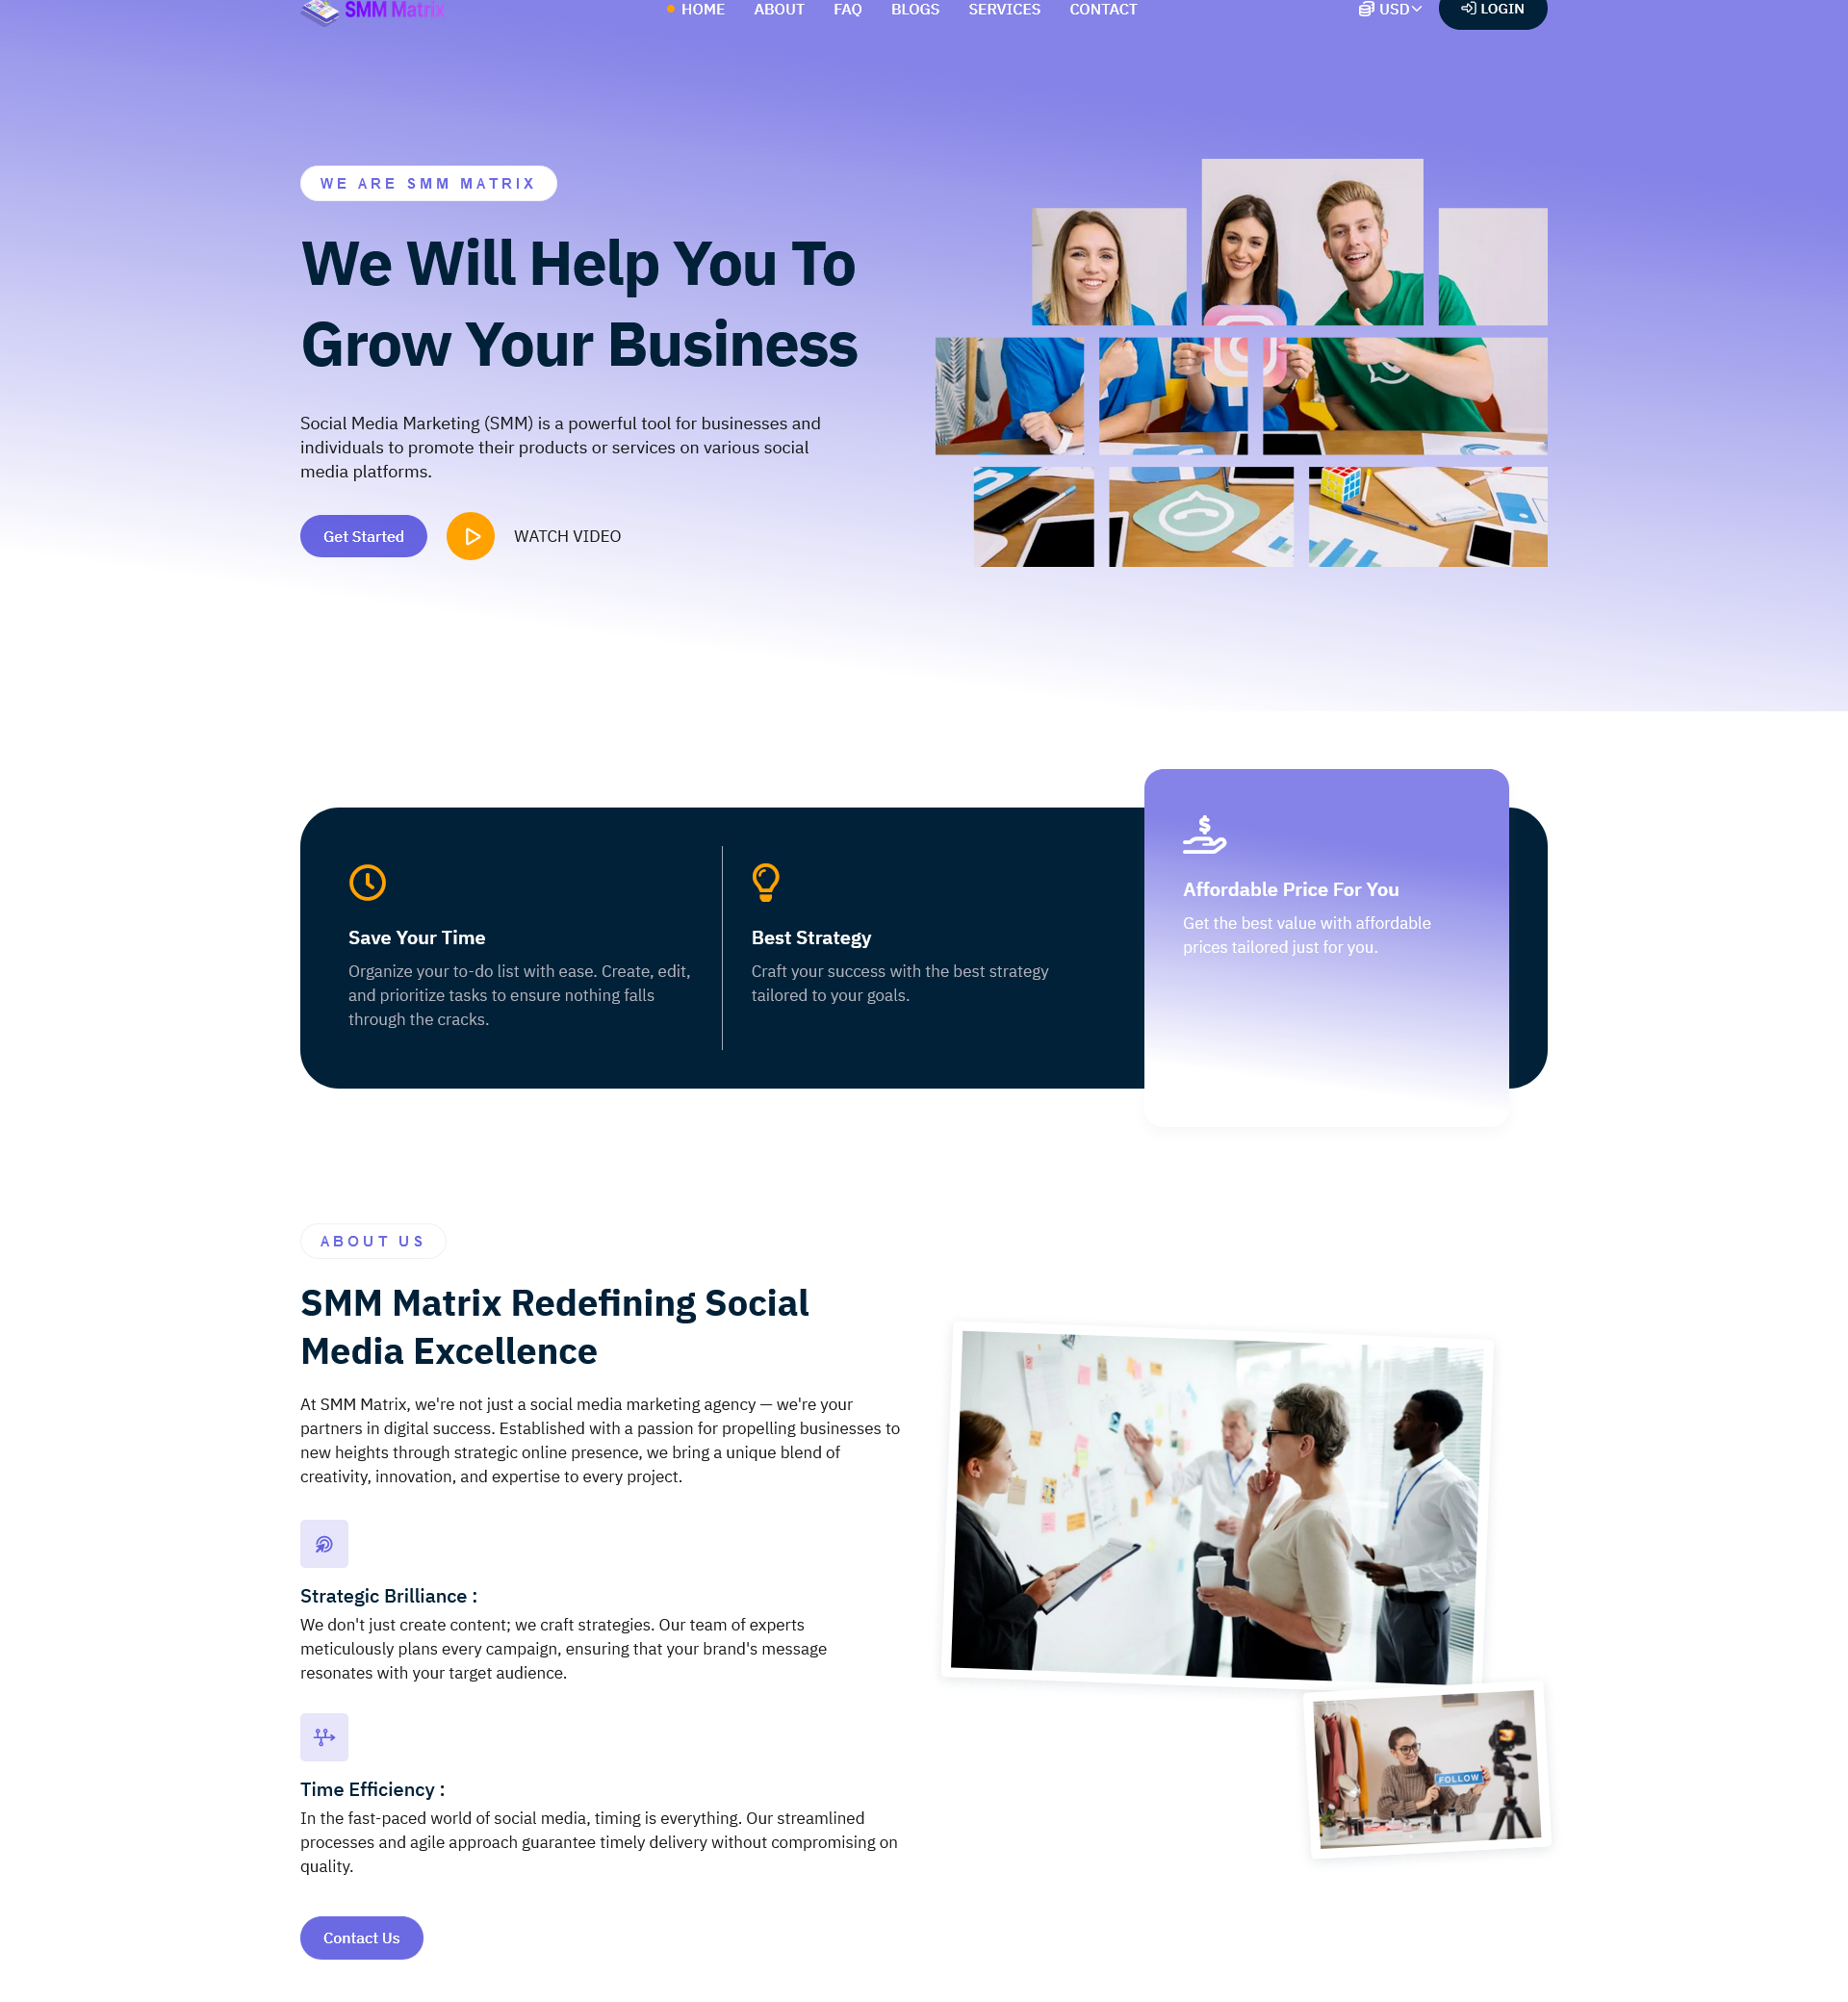 SMM Matrix
HOME
ABOUT
FAQ
BLOGS
SERVICES
CONTACT
USD
LOGIN
WE ARE SMM MATRIX
We Will Help You To
Grow Your Business
Social Media Marketing (SMM) is a powerful tool for businesses and
individuals to promote their products or services on various social
media platforms.
Get Started
WATCH VIDEO
Save Your Time
Organize your to-do list with ease. Create, edit,
and prioritize tasks to ensure nothing falls
through the cracks.
Best Strategy
Craft your success with the best strategy
tailored to your goals.
Affordable Price For You
Get the best value with affordable
prices tailored just for you.
ABOUT US
SMM Matrix Redefining Social
Media Excellence
At SMM Matrix, we're not just a social media marketing agency — we're your
partners in digital success. Established with a passion for propelling businesses to
new heights through strategic online presence, we bring a unique blend of
creativity, innovation, and expertise to every project.
Strategic Brilliance :
We don't just create content; we craft strategies. Our team of experts
meticulously plans every campaign, ensuring that your brand's message
resonates with your target audience.
FOLLOW
Time Efficiency :
In the fast-paced world of social media, timing is everything. Our streamlined
processes and agile approach guarantee timely delivery without compromising on
quality.
Contact Us